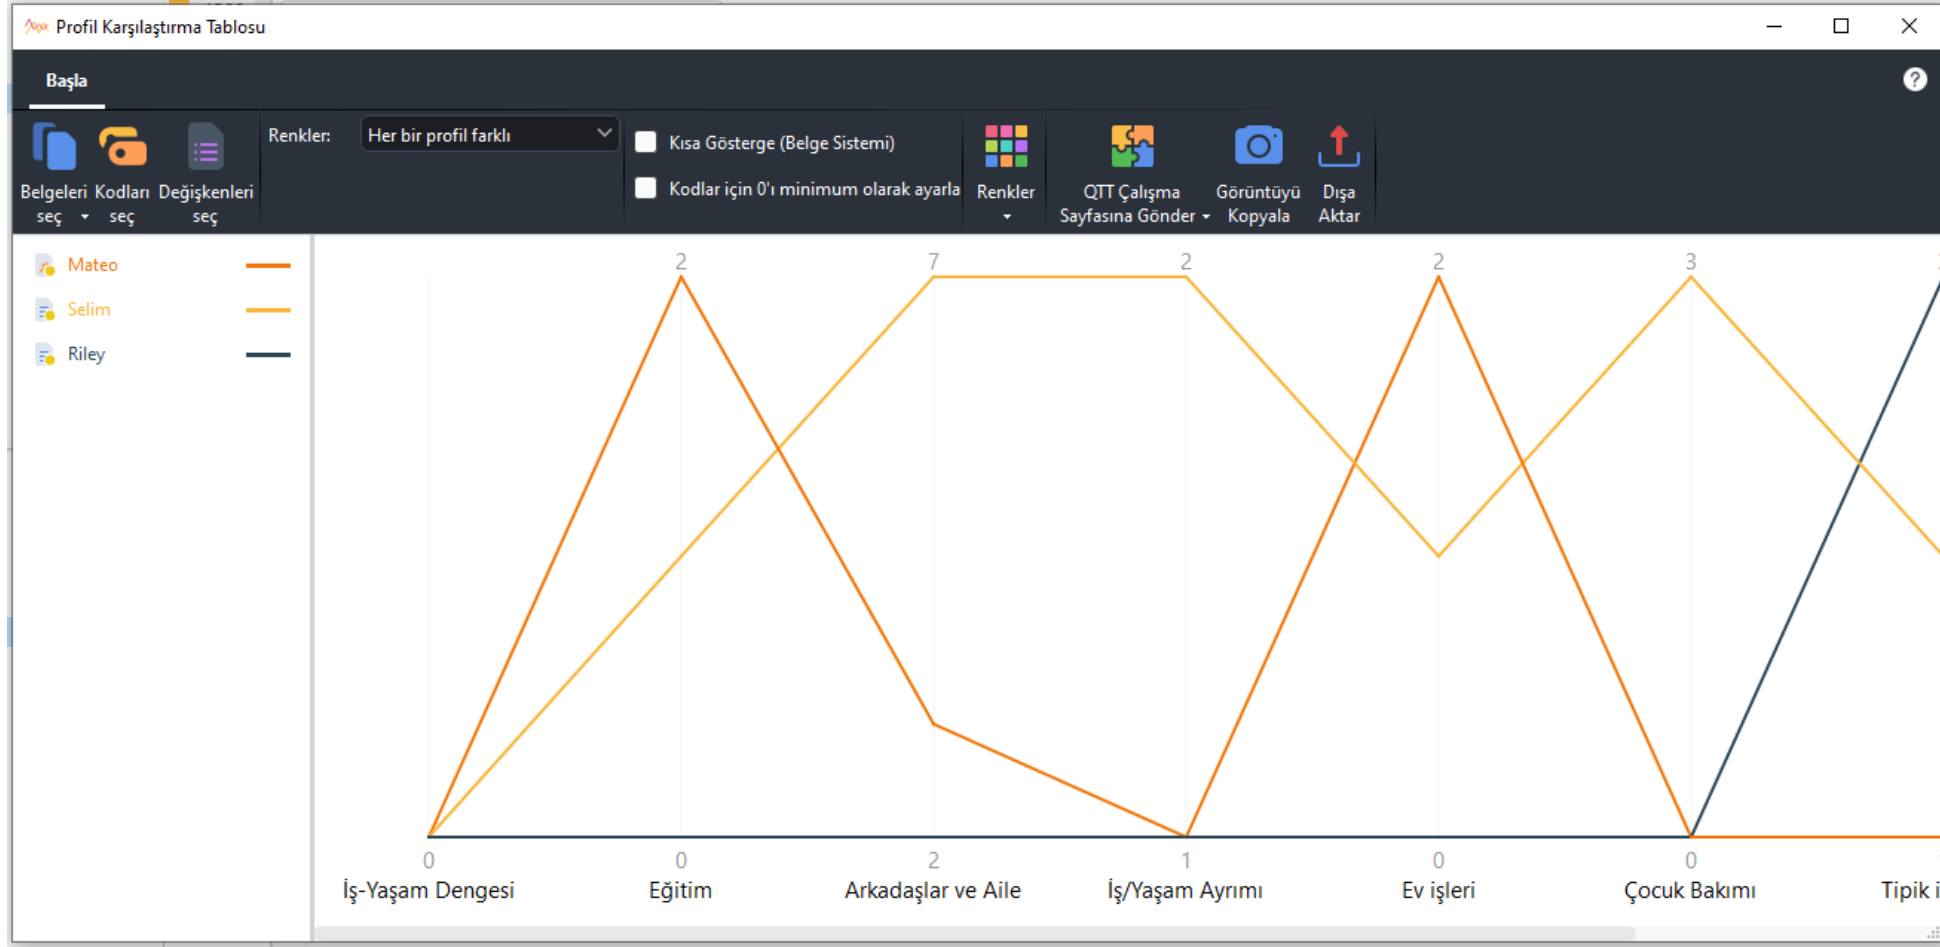 Profil Karşılaştırma Tablosu
Başla
Belgeleri seç
Kodları seç
Değişkenleri seç
Renkler:
Her bir profil farklı
Kısa Gösterge (Belge Sistemi)
Kodlar için 0'ı minimum olarak ayarla
Renkler
QTT Çalışma
Sayfasına Gönder
Görüntüyü
Kopyala
Dışa
Aktar
Mateo
Selim
Riley
2 7 2 2 3
0 0 2 1 0 0
İş-Yaşam Dengesi Eğitim Arkadaşlar ve Aile İş/Yaşam Ayrımı Ev işleri Çocuk Bakımı Tipik i